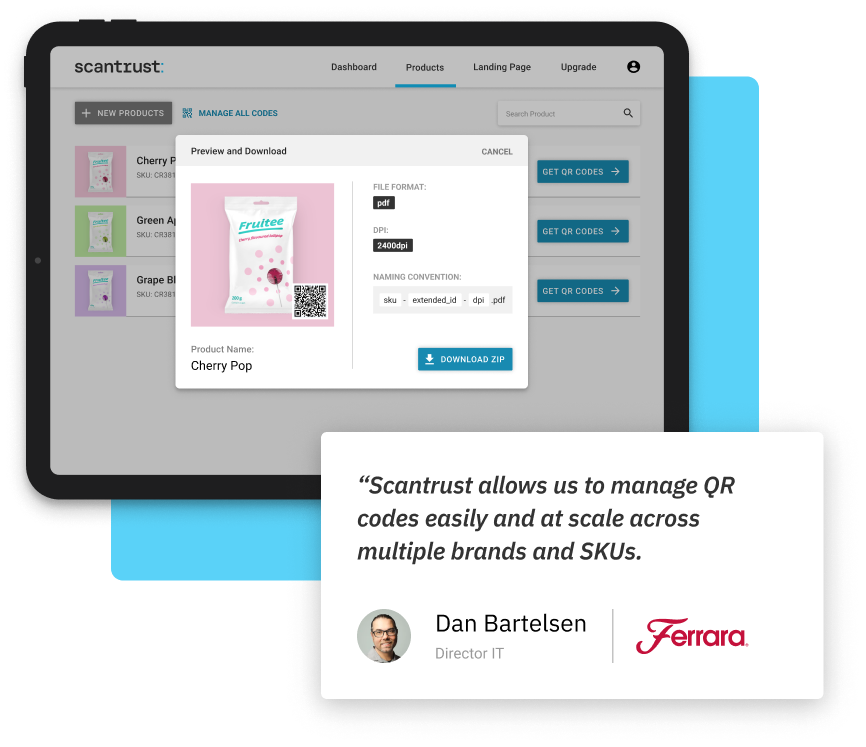 scantrust:
Dashboard
Products
Landing Page
Upgrade
+ NEW PRODUCTS
MANAGE ALL CODES
Search Product
Cherry P
SKU: CR381
GET QR CODES →
Green Ap
SKU: CR381
GET QR CODES →
Grape Bl
SKU: CR381
GET QR CODES →
Preview and Download
CANCEL
Fruitee
Cherry flavoured lollipop
200 g
Product Name:
Cherry Pop
FILE FORMAT:
pdf
DPI:
2400dpi
NAMING CONVENTION:
sku - extended_id - dpi .pdf
DOWNLOAD ZIP
“Scantrust allows us to manage QR
codes easily and at scale across
multiple brands and SKUs.
Dan Bartelsen
Director IT
Ferrara